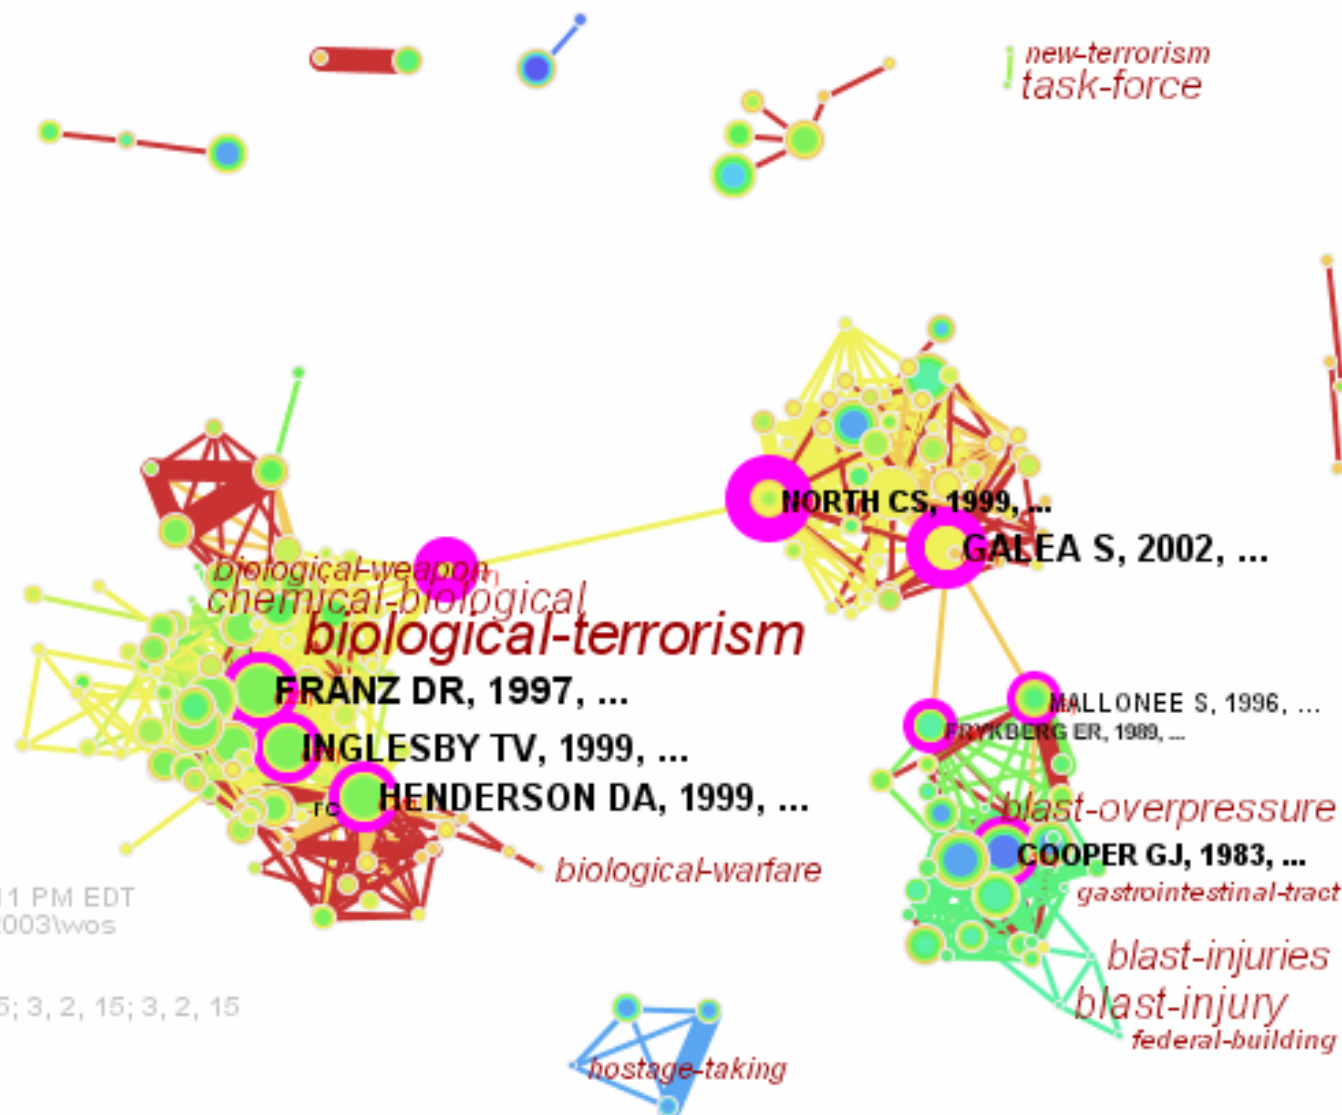 new-terrorism
task-force
NORTH CS, 1999, ...
GALEA S, 2002, ...
biological-weapon
chemical-biological
biological-terrorism
FRANZ DR, 1997, ...
MALLONEE S, 1996, ...
FRYKBERG ER, 1989, ...
INGLESBY TV, 1999, ...
HENDERSON DA, 1999, ...
blast-overpressure
COOPER GJ, 1983, ...
biological-warfare
gastrointestinal-tract
11 PM EDT
2003\wos
blast-injuries
blast-injury
5; 3, 2, 15; 3, 2, 15
federal-building
hostage-taking